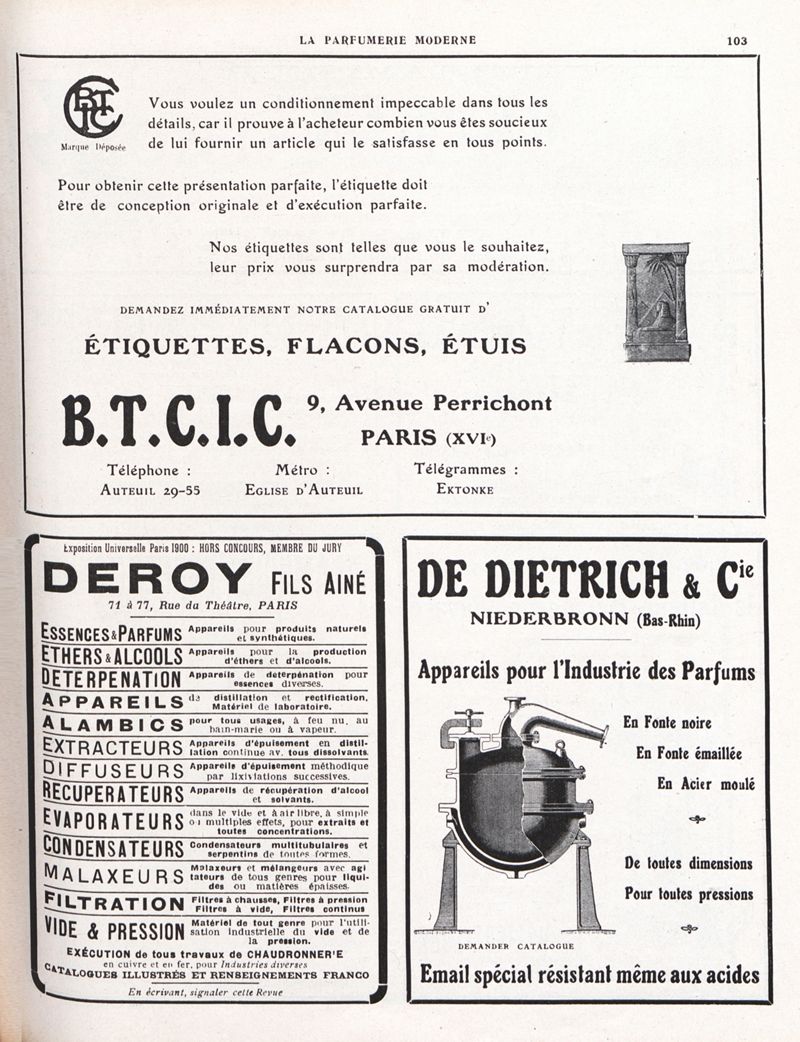 LA PARFUMERIE MODERNE
103
BTCIC
Marque Déposée
Vous voulez un conditionnement impeccable dans tous les
détails, car il prouve à l'acheteur combien vous êtes soucieux
de lui fournir un article qui le satisfasse en tous points.
Pour obtenir cette présentation parfaite, l'étiquette doit
être de conception originale et d'exécution parfaite.
Nos étiquettes sont telles que vous le souhaitez,
leur prix vous surprendra par sa modération.
DEMANDEZ IMMÉDIATEMENT NOTRE CATALOGUE GRATUIT D'
ÉTIQUETTES, FLACONS, ÉTUIS
B.T.C.I.C.
9, Avenue Perrichont
PARIS (XVIe)
Téléphone :
AUTEUIL 29-55
Métro :
EGLISE D'AUTEUIL
Télégrammes :
EKTONKE
Exposition Universelle Paris 1900 : HORS CONCOURS, MEMBRE DU JURY
DEROY FILS AINÉ
71 à 77, Rue du Théâtre, PARIS
ESSENCES & PARFUMS Appareils pour produits naturels
et synthétiques.
ETHERS & ALCOOLS Appareils pour la production
d'éthers et d'alcools.
DETERPENATION Appareils de deterpénation pour
essences diverses.
APPAREILS de distillation et rectification.
Matériel de laboratoire.
ALAMBICS pour tous usages, à feu nu, au
bain-marie ou à vapeur.
EXTRACTEURS Appareils d'épuisement en distil-
lation continue av. tous dissolvants.
DIFFUSEURS Appareils d'épuisement méthodique
par lixiviations successives.
RECUPERATEURS Appareils de récupération d'alcool
et solvants.
EVAPORATEURS dans le vide et à air libre, à simple
ou multiples effets, pour extraits et
toutes concentrations.
CONDENSATEURS Condensateurs multitubulaires et
serpentins de toutes formes.
MALAXEURS Malaxeurs et mélangeurs avec agi
tateurs de tous genres pour liqui-
des ou matières épaisses.
FILTRATION Filtres à chausses, Filtres à pression
Filtres à vide, Filtres continus
VIDE & PRESSION Matériel de tout genre pour l'utili-
sation industrielle du vide et de
la pression.
EXÉCUTION de tous travaux de CHAUDRONNER'E
en cuivre et en fer, pour Industries diverses
CATALOGUES ILLUSTRÉS ET RENSEIGNEMENTS FRANCO
En écrivant, signaler cette Revue
DE DIETRICH & Cie
NIEDERBRONN (Bas-Rhin)
Appareils pour l'Industrie des Parfums
En Fonte noire
En Fonte émaillée
En Acier moulé
De toutes dimensions
Pour toutes pressions
DEMANDER CATALOGUE
Email spécial résistant même aux acides